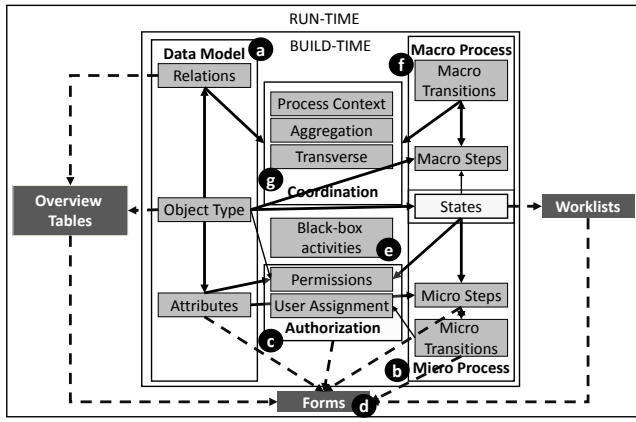 RUN-TIME
BUILD-TIME
Data Model
a
Relations
Macro Process
f
Macro
Transitions
Process Context
Aggregation
Transverse
g
Coordination
Macro Steps
Overview
Tables
Object Type
States
Worklists
Black-box
activities
e
Permissions
Attributes
User Assignment
Micro Steps
Authorization
c
Micro
Transitions
b
Micro Process
Forms
d